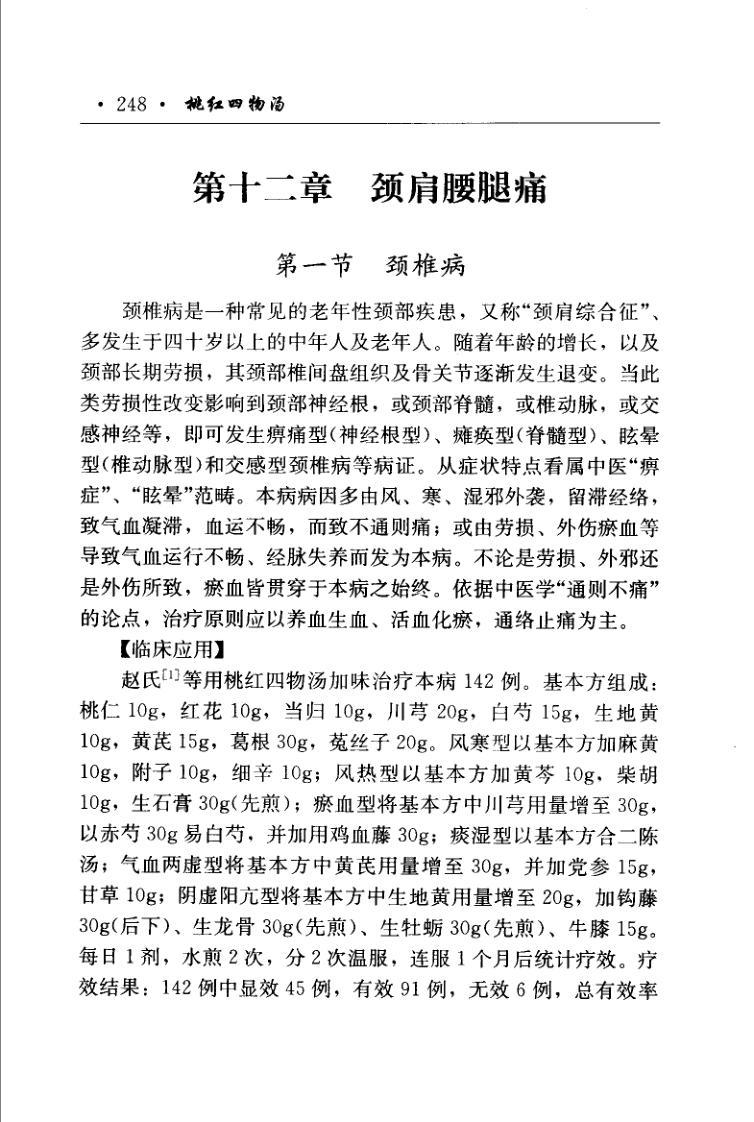 · 248 · 桃红四物汤
第十二章 颈肩腰腿痛
第一节 颈椎病
颈椎病是一种常见的老年性颈部疾患，又称“颈肩综合征”、
多发生于四十岁以上的中年人及老年人。随着年龄的增长，以及
颈部长期劳损，其颈部椎间盘组织及骨关节逐渐发生退变。当此
类劳损性改变影响到颈部神经根，或颈部脊髓，或椎动脉，或交
感神经等，即可发生痹痛型(神经根型)、瘫痪型(脊髓型)、眩晕
型(椎动脉型)和交感型颈椎病等病证。从症状特点看属中医“痹
症”、“眩晕”范畴。本病病因多由风、寒、湿邪外袭，留滞经络，
致气血凝滞，血运不畅，而致不通则痛；或由劳损、外伤瘀血等
导致气血运行不畅、经脉失养而发为本病。不论是劳损、外邪还
是外伤所致，瘀血皆贯穿于本病之始终。依据中医学“通则不痛”
的论点，治疗原则应以养血生血、活血化瘀，通络止痛为主。
【临床应用】
赵氏[1]等用桃红四物汤加味治疗本病 142 例。基本方组成：
桃仁 10g，红花 10g，当归 10g，川芎 20g，白芍 15g，生地黄
10g，黄芪 15g，葛根 30g，菟丝子 20g。风寒型以基本方加麻黄
10g，附子 10g，细辛 10g；风热型以基本方加黄芩 10g，柴胡
10g，生石膏 30g(先煎)；瘀血型将基本方中川芎用量增至 30g，
以赤芍 30g 易白芍，并加用鸡血藤 30g；痰湿型以基本方合二陈
汤；气血两虚型将基本方中黄芪用量增至 30g，并加党参 15g，
甘草 10g；阴虚阳亢型将基本方中生地黄用量增至 20g，加钩藤
30g(后下)、生龙骨 30g(先煎)、生牡蛎 30g(先煎)、牛膝 15g。
每日 1 剂，水煎 2 次，分 2 次温服，连服 1 个月后统计疗效。疗
效结果：142 例中显效 45 例，有效 91 例，无效 6 例，总有效率